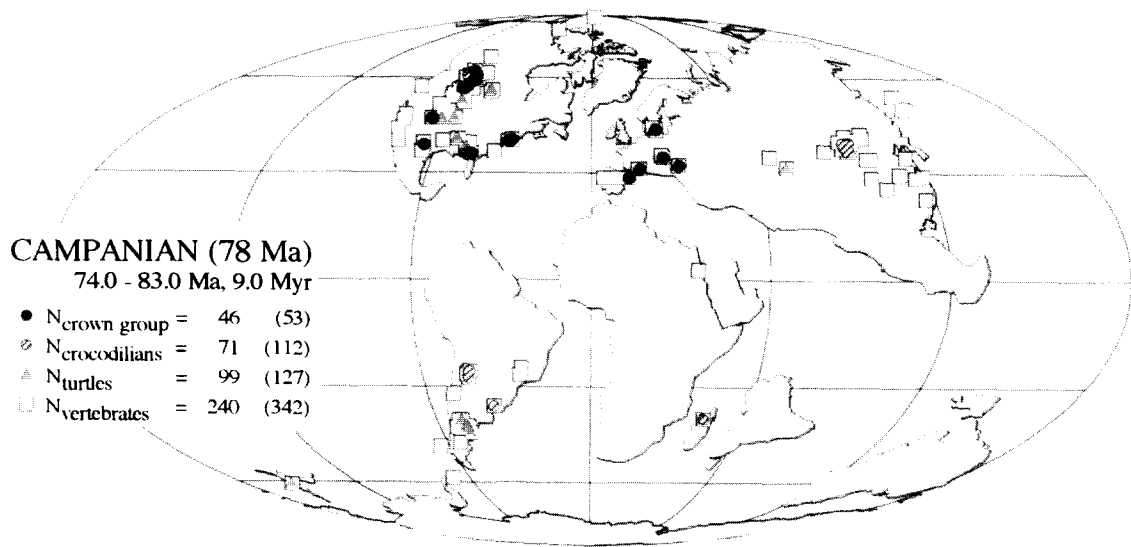 CAMPANIAN (78 Ma)
74.0 - 83.0 Ma, 9.0 Myr
N crown group = 46 (53)
N crocodilians = 71 (112)
N turtles = 99 (127)
N vertebrates = 240 (342)